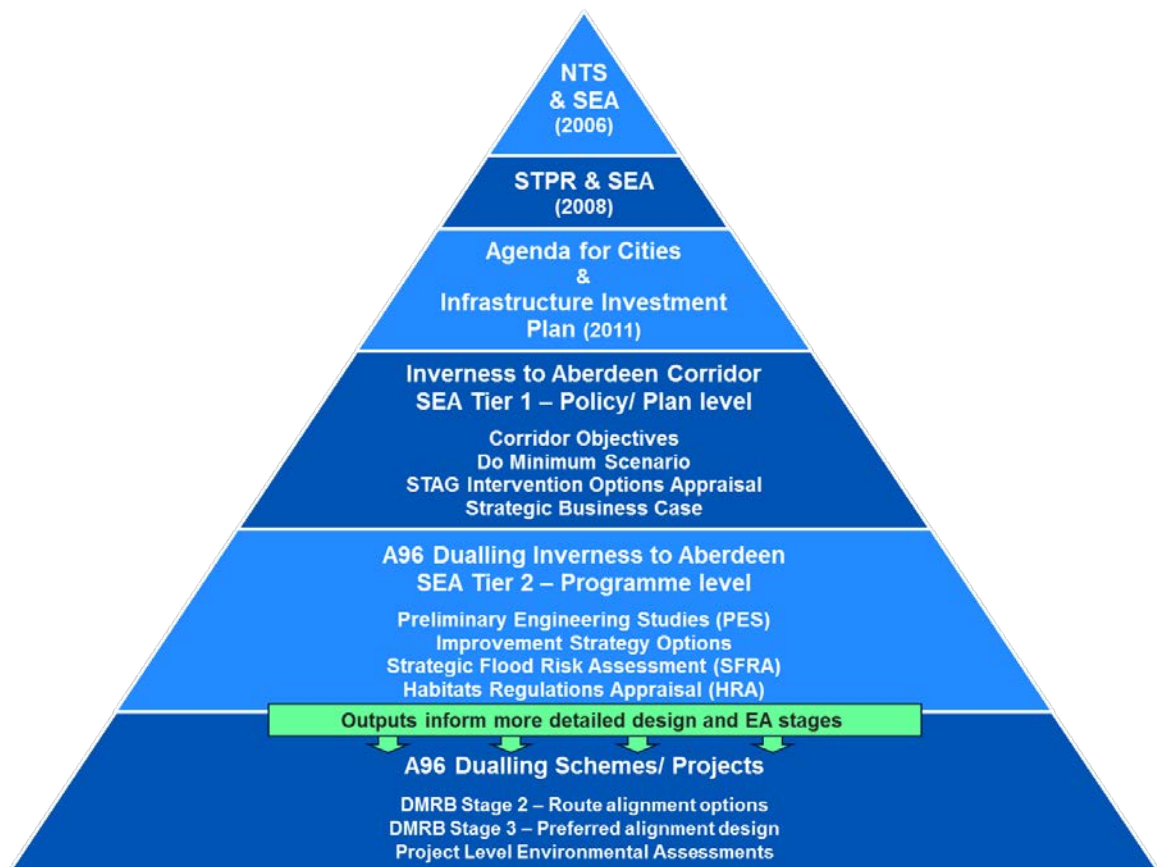 NTS
& SEA
(2006)
STPR & SEA
(2008)
Agenda for Cities
&
Infrastructure Investment
Plan (2011)
Inverness to Aberdeen Corridor
SEA Tier 1 – Policy/ Plan level
Corridor Objectives
Do Minimum Scenario
STAG Intervention Options Appraisal
Strategic Business Case
A96 Dualling Inverness to Aberdeen
SEA Tier 2 – Programme level
Preliminary Engineering Studies (PES)
Improvement Strategy Options
Strategic Flood Risk Assessment (SFRA)
Habitats Regulations Appraisal (HRA)
Outputs inform more detailed design and EA stages
A96 Dualling Schemes/ Projects
DMRB Stage 2 – Route alignment options
DMRB Stage 3 – Preferred alignment design
Project Level Environmental Assessments